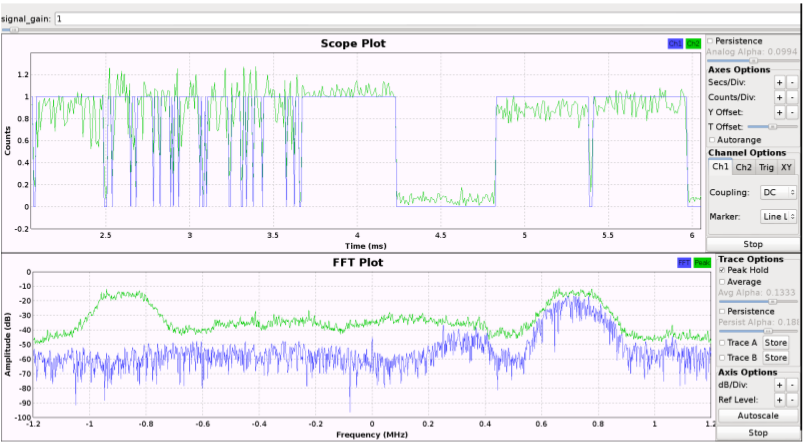 signal_gain: 1
Scope Plot
Ch1 Ch2
Counts
1.2
1
0.8
0.6
0.4
0.2
0
-0.2
2.5 3 3.5 4 4.5 5 5.5 6
Time (ms)
Persistence
Analog Alpha: 0.0994
Axes Options
Secs/Div: + -
Counts/Div: + -
Y Offset: + -
T Offset:
Autorange
Channel Options
Ch1 Ch2 Trig XY
Coupling: DC
Marker: Line L
Stop
FFT Plot
FFT Peak
Amplitude (dB)
0
-10
-20
-30
-40
-50
-60
-70
-80
-90
-100
-1.2 -1 -0.8 -0.6 -0.4 -0.2 0 0.2 0.4 0.6 0.8 1 1.2
Frequency (MHz)
Trace Options
Peak Hold
Average
Avg Alpha: 0.1333
Persistence
Persist Alpha: 0.18
Trace A Store
Trace B Store
Axis Options
dB/Div: + -
Ref Level: + -
Autoscale
Stop